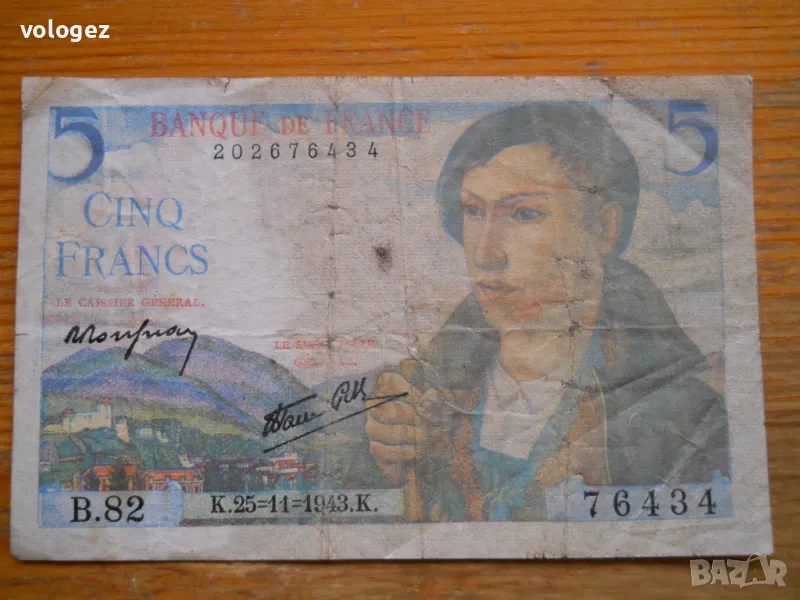 vologez
5 BANQUE DE FRANCE 5
202676434
CINQ
FRANCS
LE CAISSIER GÉNÉRAL.
B.82 K.25=11=1943.K. 76434
BAZAR